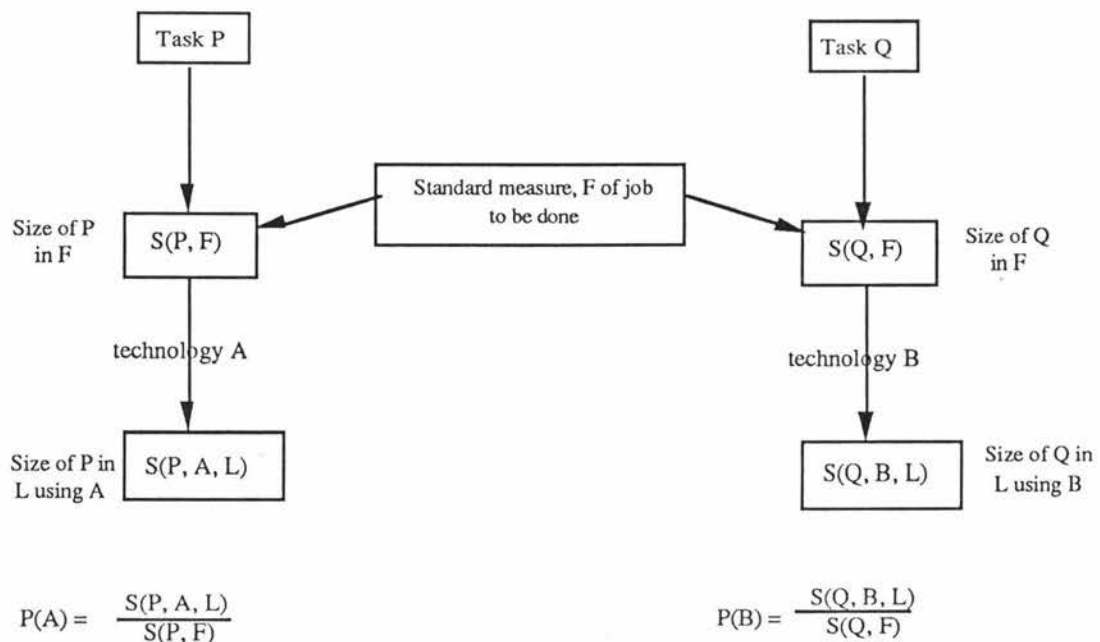 Task P
Task Q
Standard measure, F of job
to be done
Size of P
in F
S(P, F)
S(Q, F)
Size of Q
in F
technology A
technology B
Size of P in
L using A
S(P, A, L)
S(Q, B, L)
Size of Q in
L using B
P(A) = S(P, A, L)
S(P, F)
P(B) = S(Q, B, L)
S(Q, F)